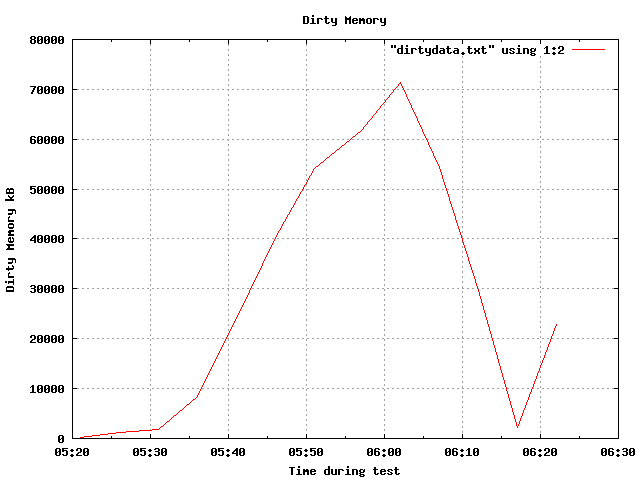 Dirty Memory
80000
"dirtydata.txt" using 1:2
70000
60000
50000
40000
30000
20000
10000
0
Dirty Memory kB
05:20 05:30 05:40 05:50 06:00 06:10 06:20 06:30
Time during test